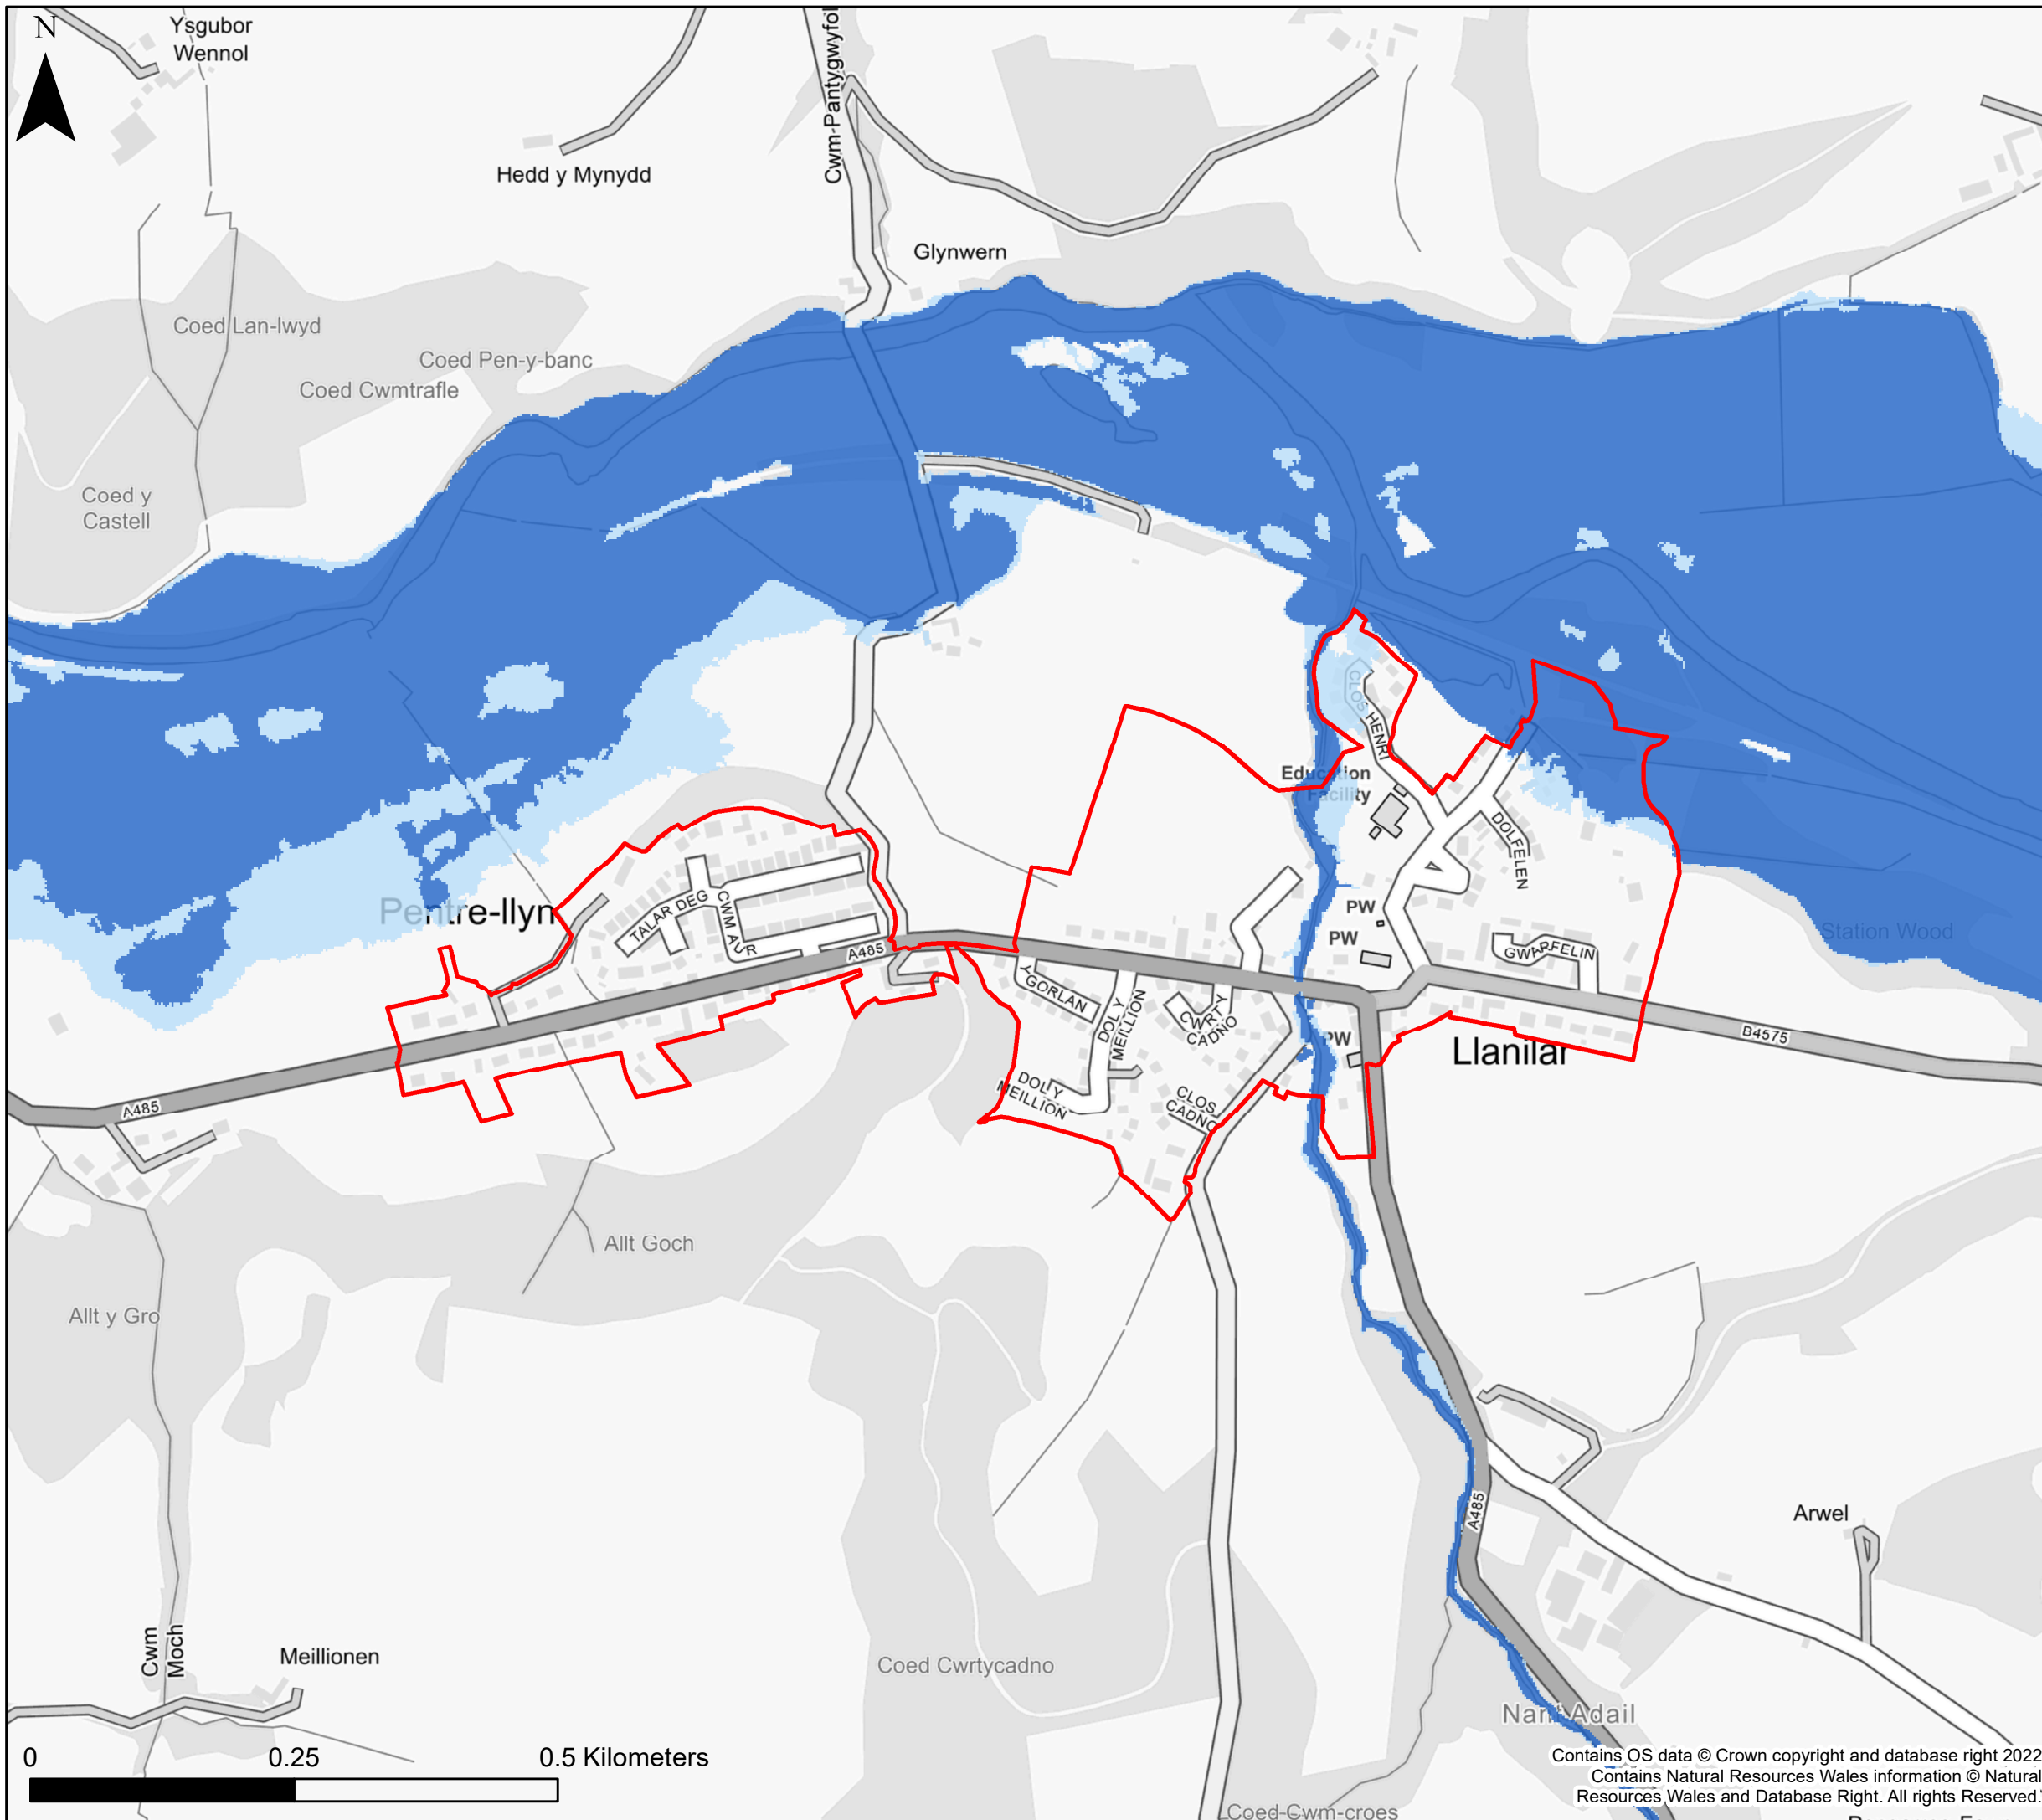 N
Ysgubor
Wennol
Cwm-Pantygwyfol
Hedd y Mynydd
Glynwern
Coed Lan-lwyd
Coed Pen-y-banc
Coed Cwmtrafle
Coed y
Castell
CLOS HENRI
Education
Facility
DOLFELEN
Pentre-llyn
TALAR DEG
CWM AUR
A485
PW
PW
GWARFELIN
Station Wood
Y GORLAN
DOL Y
MEILLION
CWRT Y
CADNO
PW
Llanilar
B4575
DOL Y
MEILLION
CLOS
CADNO
A485
Allt Goch
Allt y Gro
A485
Arwel
Cwm
Moch
Meillionen
Coed Cwrtycadno
Nant Adail
0 0.25 0.5 Kilometers
Contains OS data © Crown copyright and database right 2022
Contains Natural Resources Wales information © Natural
Resources Wales and Database Right. All rights Reserved.
Coed-Cwm-croes